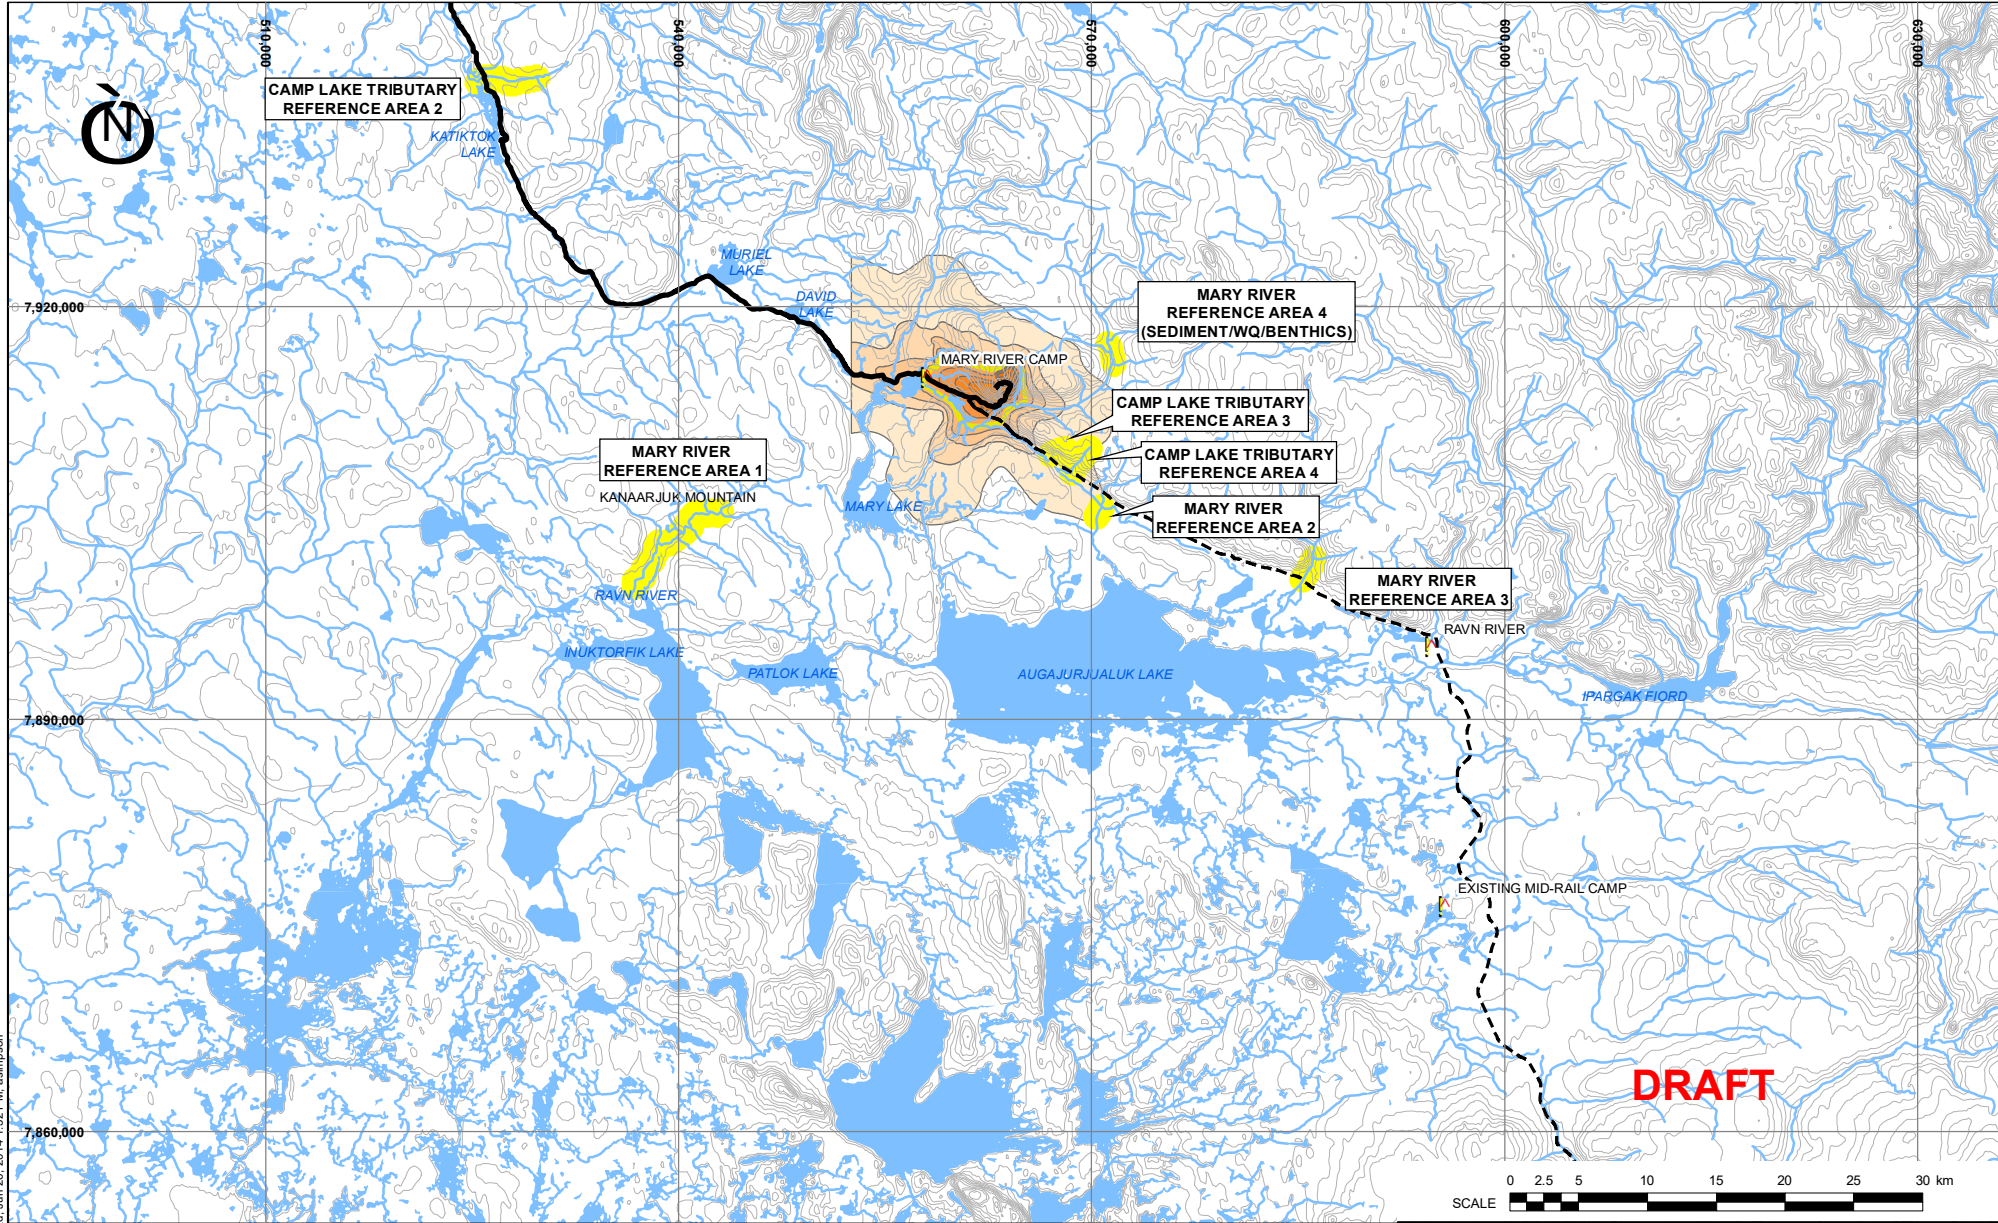 510,000
540,000
570,000
600,000
630,000
CAMP LAKE TRIBUTARY
REFERENCE AREA 2
N
KATIKTOK
LAKE
MURIEL
LAKE
DAVID
LAKE
MARY RIVER
REFERENCE AREA 4
(SEDIMENT/WQ/BENTHICS)
7,920,000
MARY RIVER CAMP
CAMP LAKE TRIBUTARY
REFERENCE AREA 3
MARY RIVER
REFERENCE AREA 1
CAMP LAKE TRIBUTARY
REFERENCE AREA 4
KANAARJUK MOUNTAIN
MARY LAKE
MARY RIVER
REFERENCE AREA 2
RAVN RIVER
MARY RIVER
REFERENCE AREA 3
RAVN RIVER
INUKTORFIK LAKE
PATLOK LAKE
AUGAJURJUALUK LAKE
IPARGAK FIORD
7,890,000
EXISTING MID-RAIL CAMP
DRAFT
7,860,000
0 2.5 5 10 15 20 25 30 km
SCALE